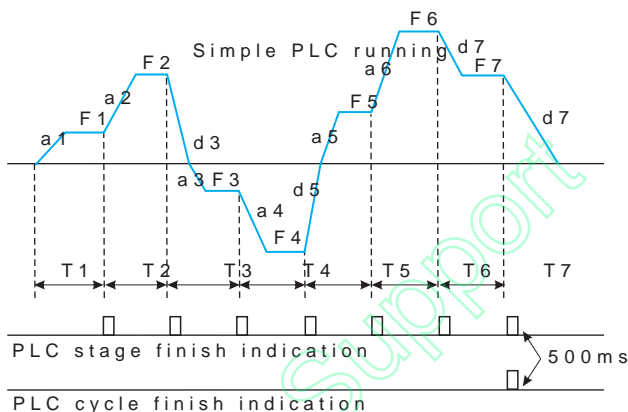 Simple PLC running
F6
d7
F2
a6
F7
a2
F1
F5
a1
d3
a5
d7
a3
F3
d5
a4
F4
T1
T2
T3
T4
T5
T6
T7
PLC stage finish indication
500ms
PLC cycle finish indication
Support